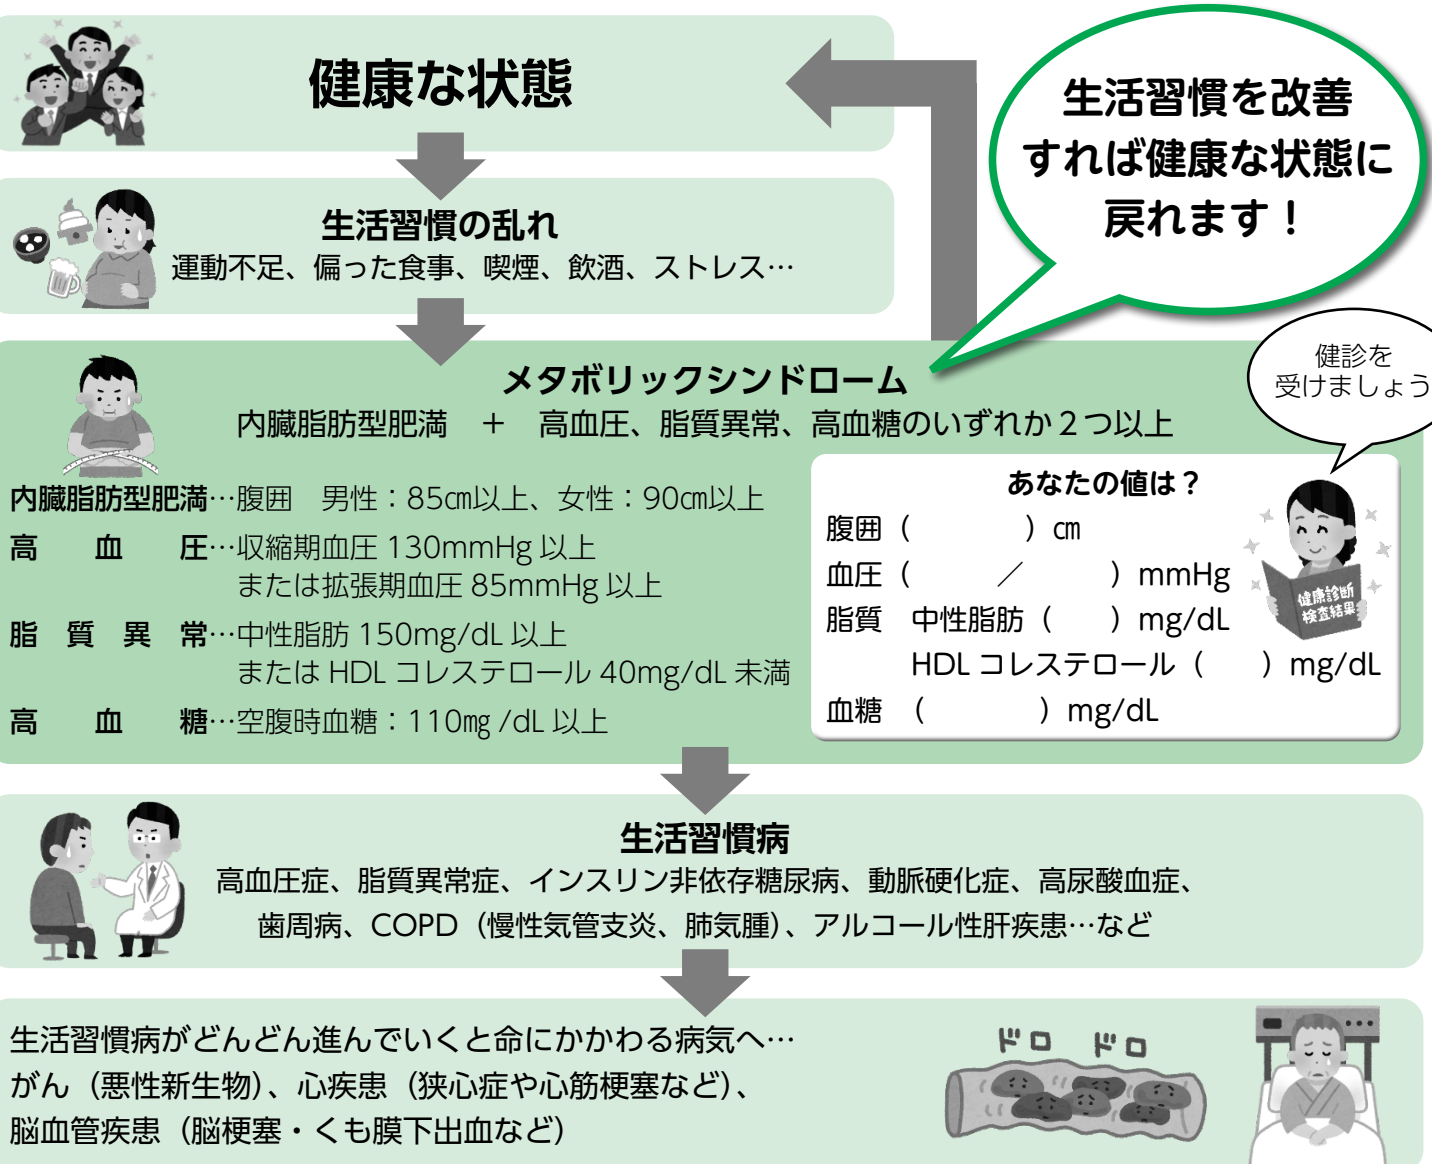 健康な状態
生活習慣を改善
すれば健康な状態に
戻れます！
生活習慣の乱れ
運動不足、偏った食事、喫煙、飲酒、ストレス…
健診を
受けましょう
メタボリックシンドローム
内臓脂肪型肥満　＋　高血圧、脂質異常、高血糖のいずれか２つ以上
内臓脂肪型肥満…腹囲　男性：85㎝以上、女性：90㎝以上
高　血　圧…収縮期血圧 130mmHg 以上
または拡張期血圧 85mmHg 以上
脂　質　異　常…中性脂肪 150mg/dL 以上
または HDL コレステロール 40mg/dL 未満
高　血　糖…空腹時血糖：110㎎ /dL 以上
あなたの値は？
腹囲（　　　　）㎝
血圧（　　　／　　　）mmHg
脂質　中性脂肪（　　）mg/dL
HDL コレステロール（　　）mg/dL
血糖　（　　　　）mg/dL
健康診断
検査結果
生活習慣病
高血圧症、脂質異常症、インスリン非依存糖尿病、動脈硬化症、高尿酸血症、
歯周病、COPD（慢性気管支炎、肺気腫）、アルコール性肝疾患…など
生活習慣病がどんどん進んでいくと命にかかわる病気へ…
がん（悪性新生物）、心疾患（狭心症や心筋梗塞など）、
脳血管疾患（脳梗塞・くも膜下出血など）
ドロ　ドロ